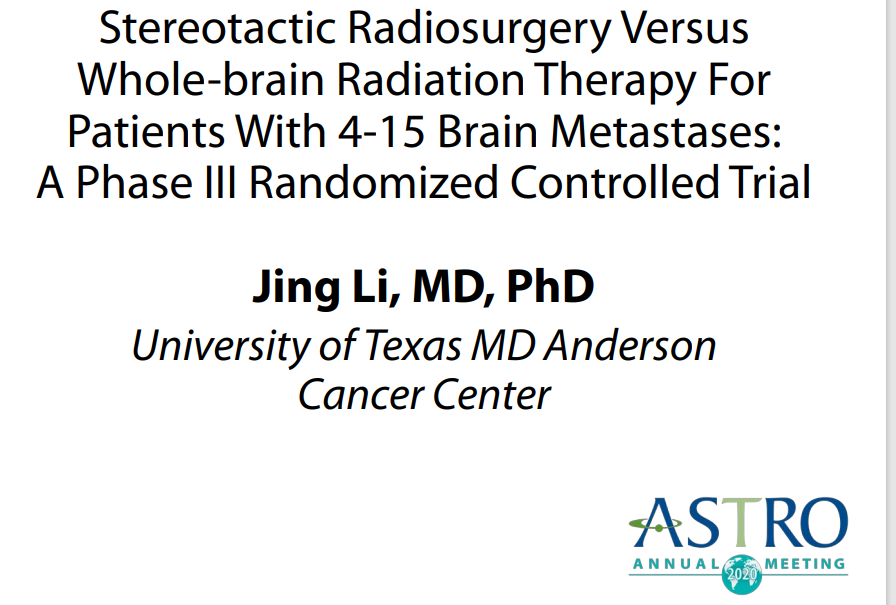 Stereotactic Radiosurgery Versus
Whole-brain Radiation Therapy For
Patients With 4-15 Brain Metastases:
A Phase III Randomized Controlled Trial
Jing Li, MD, PhD
University of Texas MD Anderson
Cancer Center
ASTRO
ANNUAL 2020 MEETING